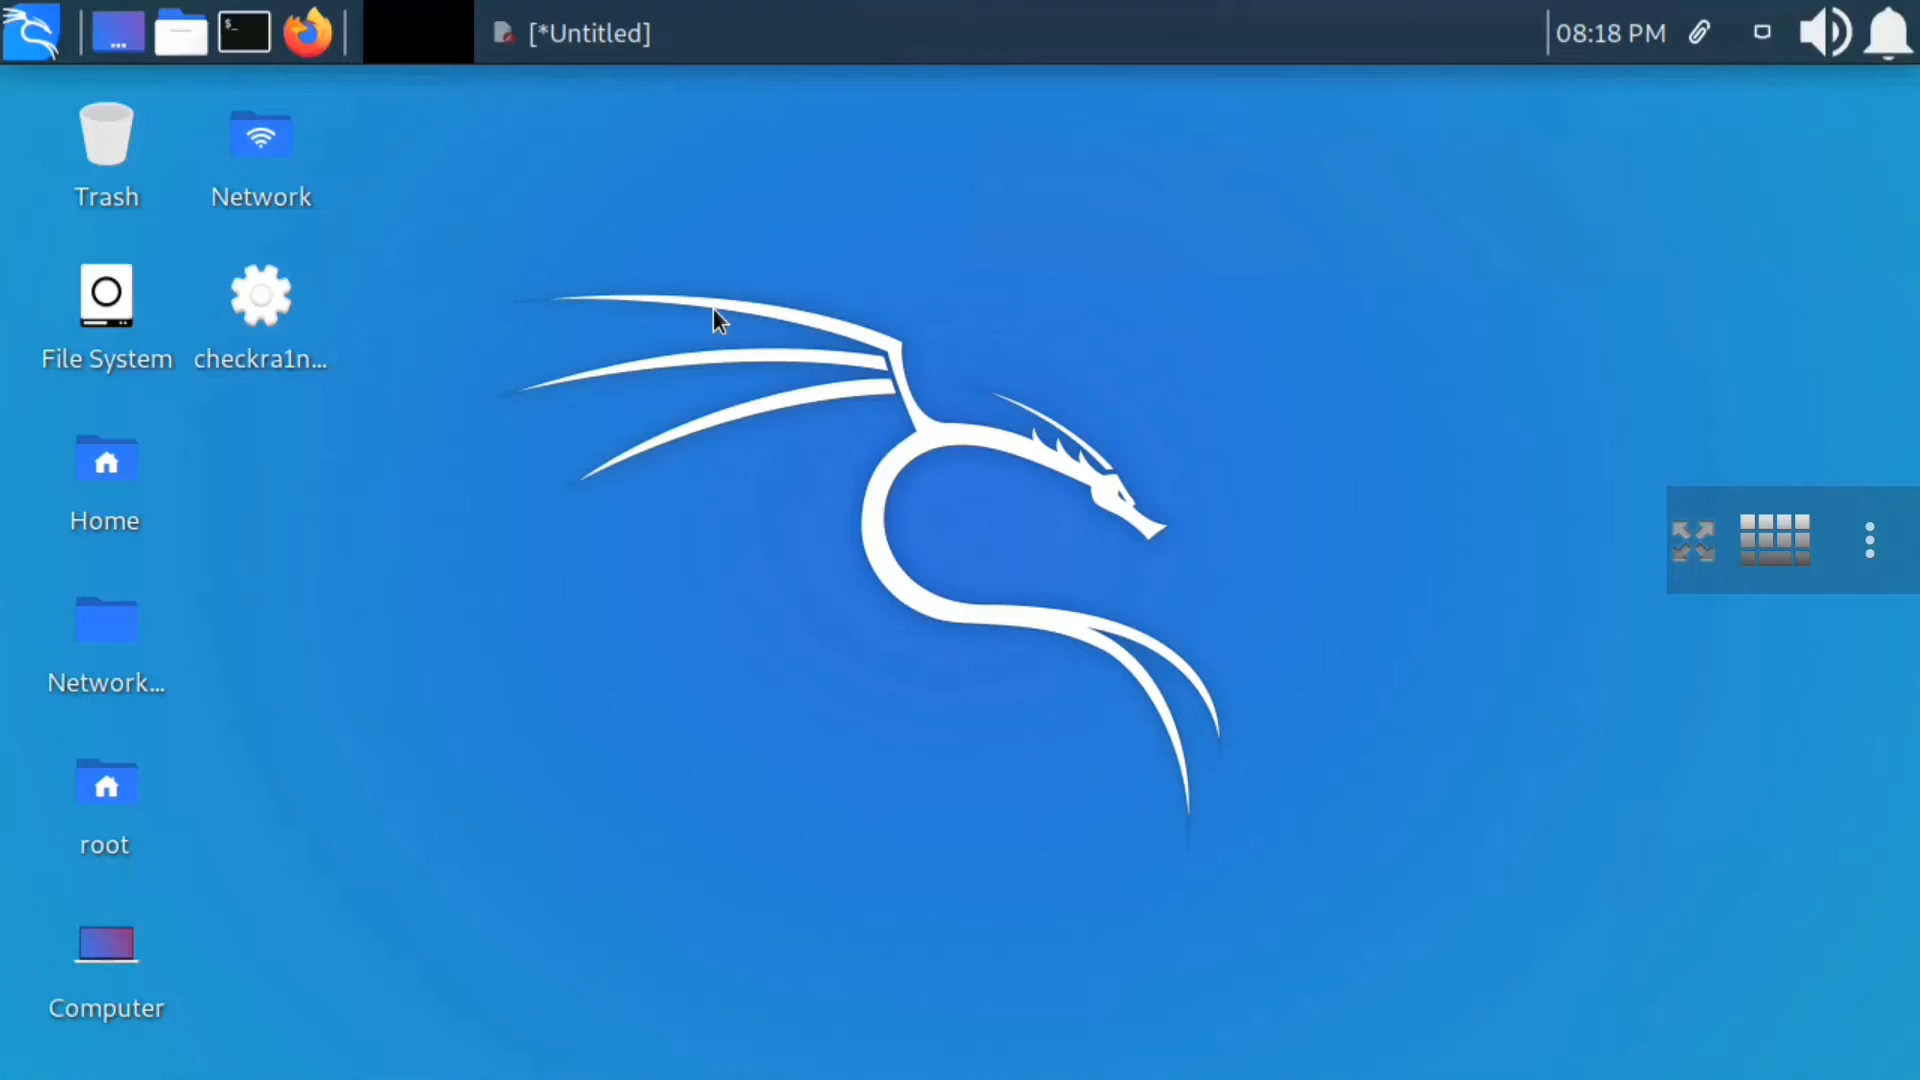 [*Untitled]
08:18 PM
Trash
Network
File System
checkra1n...
Home
Network...
root
Computer